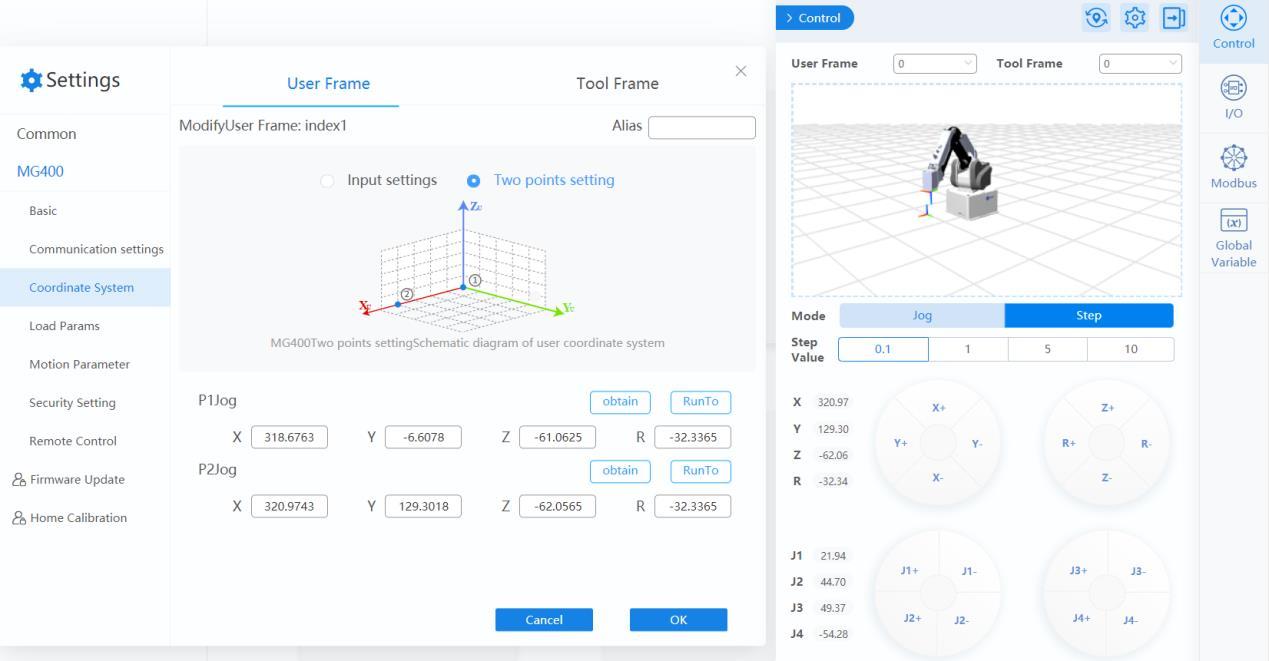 Settings
Common
MG400
Basic
Communication settings
Coordinate System
Load Params
Motion Parameter
Security Setting
Remote Control
Firmware Update
Home Calibration
User Frame
Tool Frame
ModifyUser Frame: index1
Alias
Input settings
Two points setting
MG400Two points settingSchematic diagram of user coordinate system
P1Jog
obtain
RunTo
X 318.6763 Y -6.6078 Z -61.0625 R -32.3365
P2Jog
obtain
RunTo
X 320.9743 Y 129.3018 Z -62.0565 R -32.3365
Cancel
OK
Control
User Frame 0 Tool Frame 0
Mode Jog Step
Step
Value
0.1 1 5 10
X 320.97
Y 129.30
Z -62.06
R -32.34
X+
Y+ Y-
X-
Z+
R+ R-
Z-
J1 21.94
J2 44.70
J3 49.37
J4 -54.28
J1+ J1-
J2+ J2-
J3+ J3-
J4+ J4-
Control
I/O
Modbus
(x)
Global
Variable